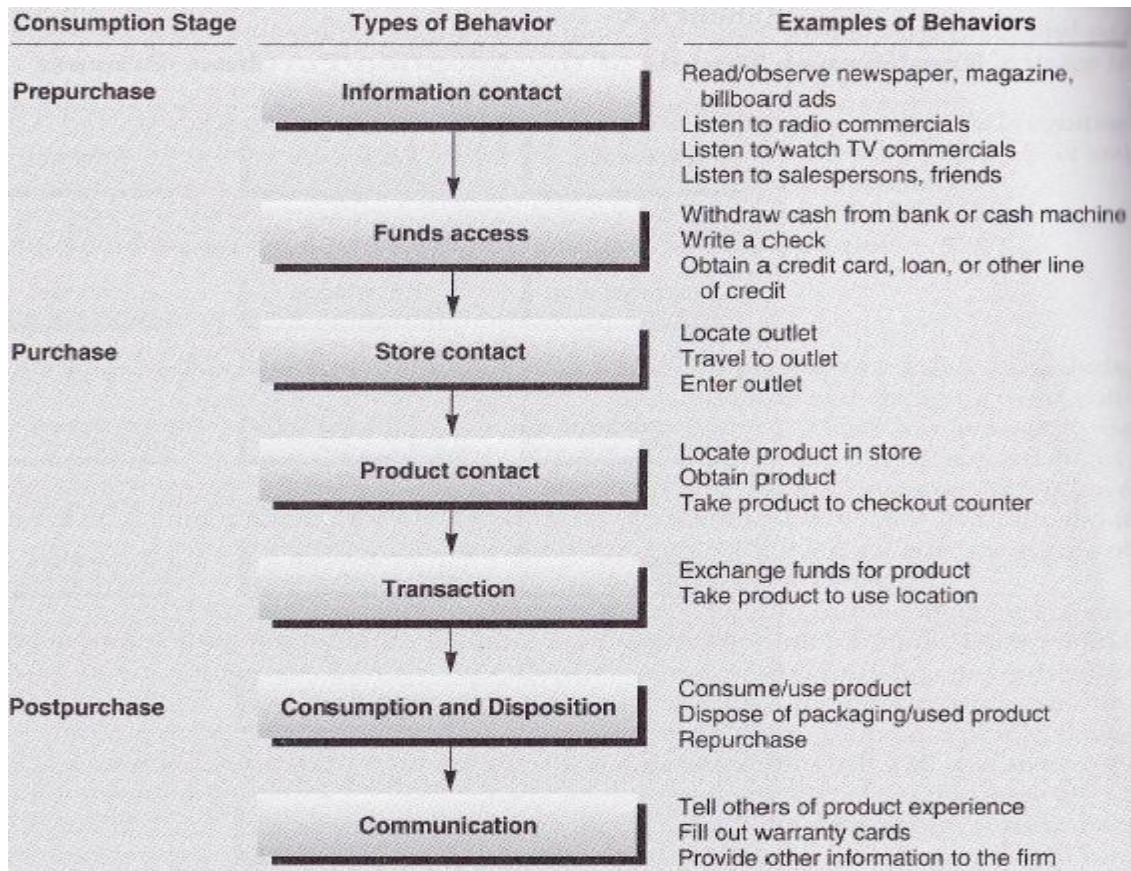 Consumption Stage Types of Behavior Examples of Behaviors
Prepurchase
Information contact
Read/observe newspaper, magazine,
billboard ads
Listen to radio commercials
Listen to/watch TV commercials
Listen to salespersons, friends
Funds access
Withdraw cash from bank or cash machine
Write a check
Obtain a credit card, loan, or other line
of credit
Purchase
Store contact
Locate outlet
Travel to outlet
Enter outlet
Product contact
Locate product in store
Obtain product
Take product to checkout counter
Transaction
Exchange funds for product
Take product to use location
Postpurchase
Consumption and Disposition
Consume/use product
Dispose of packaging/used product
Repurchase
Communication
Tell others of product experience
Fill out warranty cards
Provide other information to the firm